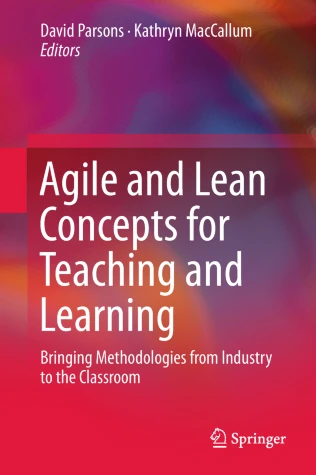 David Parsons · Kathryn MacCallum
Editors
Agile and Lean
Concepts for
Teaching and
Learning
Bringing Methodologies from Industry
to the Classroom
Springer